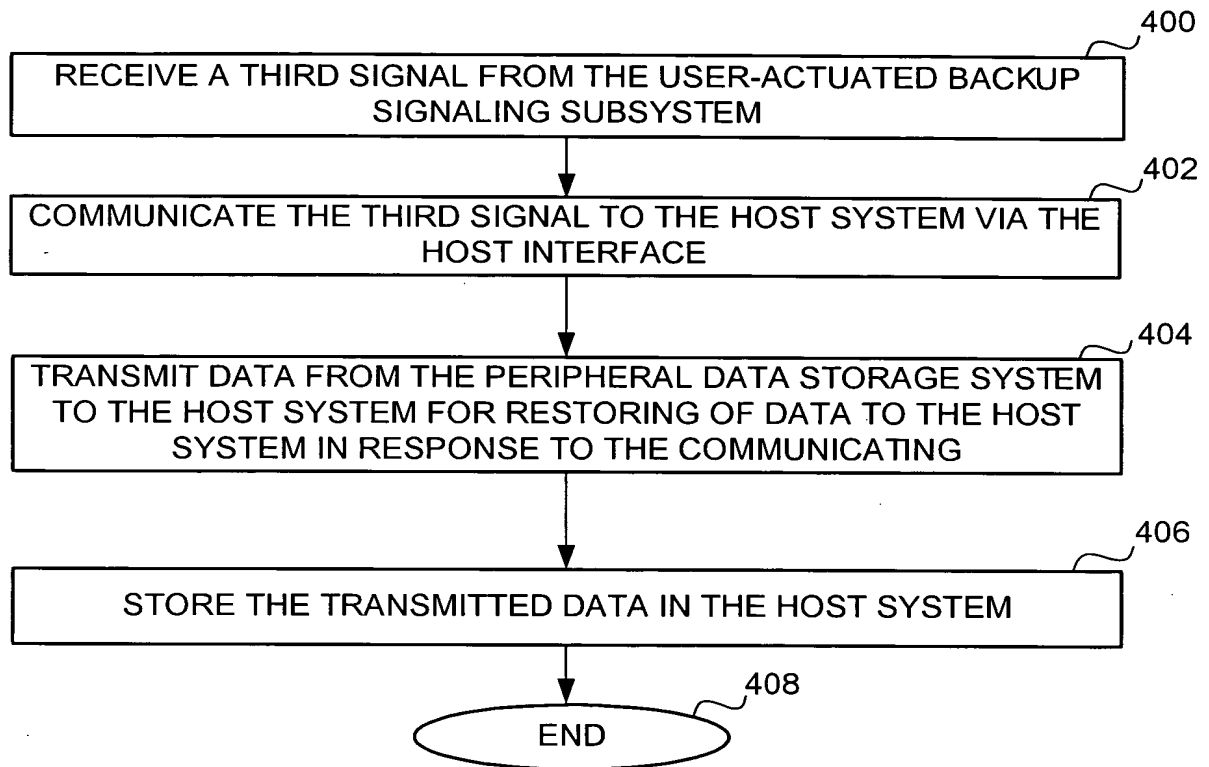 400
RECEIVE A THIRD SIGNAL FROM THE USER-ACTUATED BACKUP
SIGNALING SUBSYSTEM
402
COMMUNICATE THE THIRD SIGNAL TO THE HOST SYSTEM VIA THE
HOST INTERFACE
404
TRANSMIT DATA FROM THE PERIPHERAL DATA STORAGE SYSTEM
TO THE HOST SYSTEM FOR RESTORING OF DATA TO THE HOST
SYSTEM IN RESPONSE TO THE COMMUNICATING
406
STORE THE TRANSMITTED DATA IN THE HOST SYSTEM
408
END